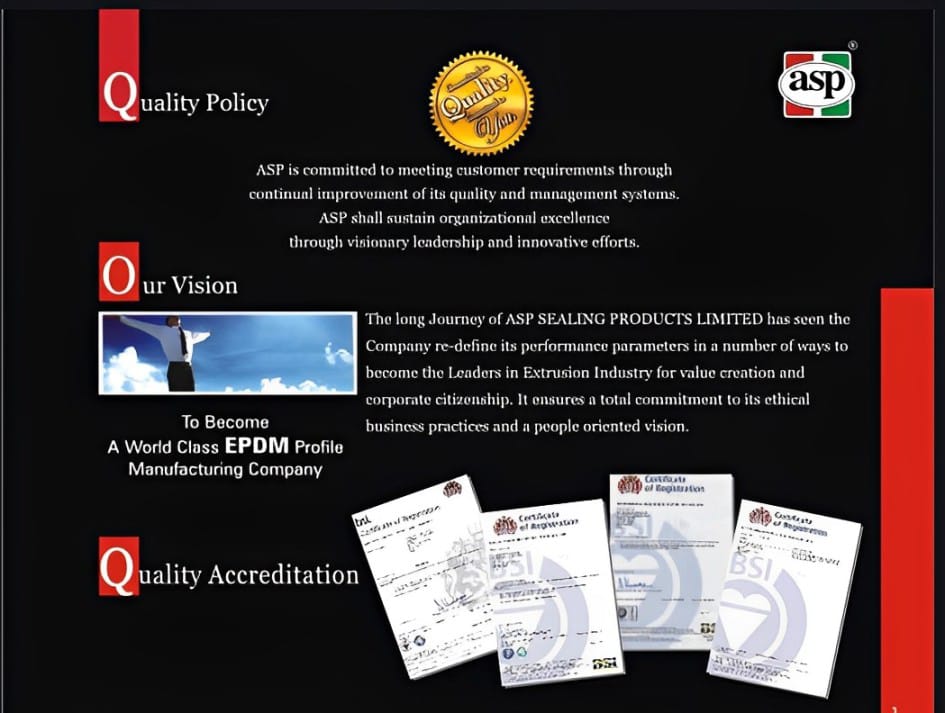 Quality Policy
Quality
You
asp
®
ASP is committed to meeting customer requirements through
continual improvement of its quality and management systems.
ASP shall sustain organizational excellence
through visionary leadership and innovative efforts.
Our Vision
The long Journey of ASP SEALING PRODUCTS LIMITED has seen the
Company re-define its performance parameters in a number of ways to
become the Leaders in Extrusion Industry for value creation and
corporate citizenship. It ensures a total commitment to its ethical
business practices and a people oriented vision.
To Become
A World Class EPDM Profile
Manufacturing Company
Quality Accreditation
bsi
Certificate of Registration
Certificate
of Registration
BSI
BSI
Certificate
of Registration
BSI
Certificate
of Registration
BSI